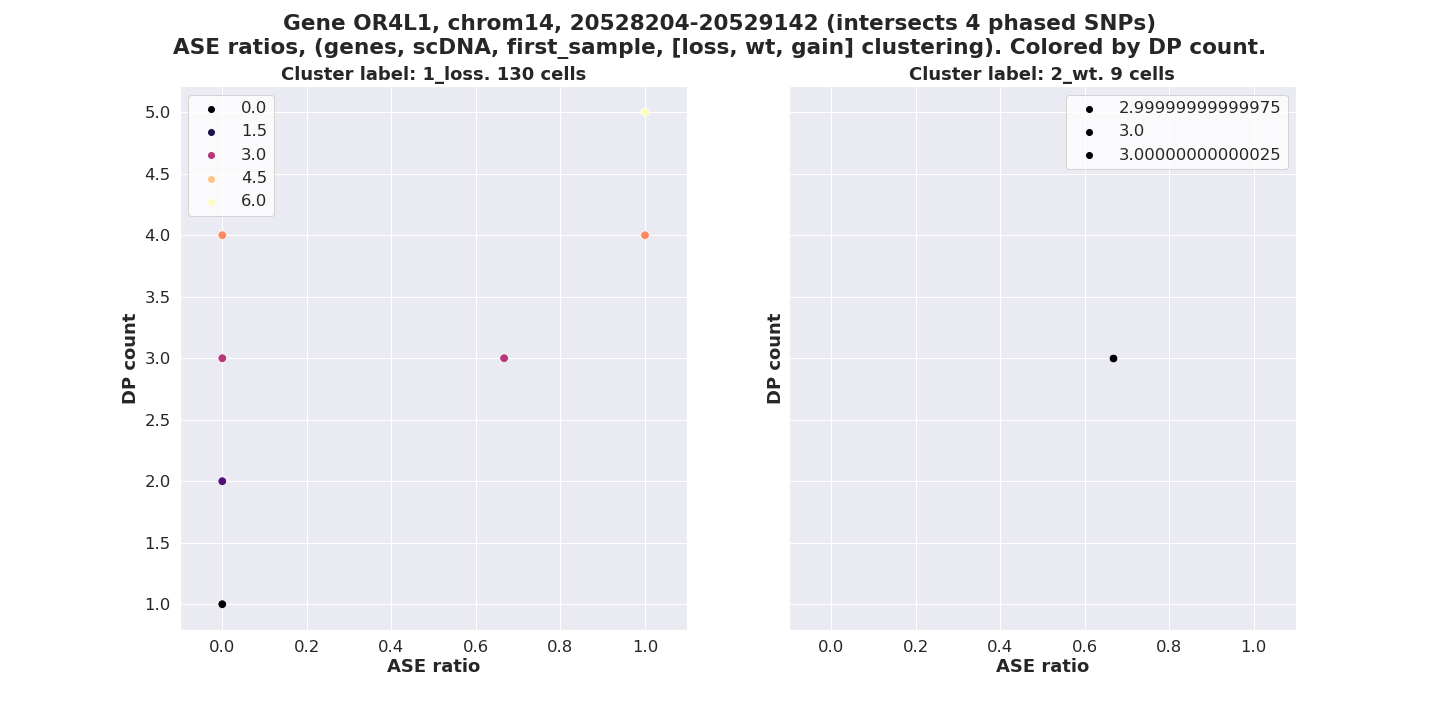 Gene OR4L1, chrom14, 20528204-20529142 (intersects 4 phased SNPs)
ASE ratios, (genes, scDNA, first_sample, [loss, wt, gain] clustering). Colored by DP count.
Cluster label: 1_loss. 130 cells
0.0
1.5
3.0
4.5
6.0
5.0
4.5
4.0
3.5
3.0
2.5
2.0
1.5
1.0
DP count
0.0 0.2 0.4 0.6 0.8 1.0
ASE ratio
Cluster label: 2_wt. 9 cells
2.99999999999975
3.0
3.00000000000025
DP count
0.0 0.2 0.4 0.6 0.8 1.0
ASE ratio